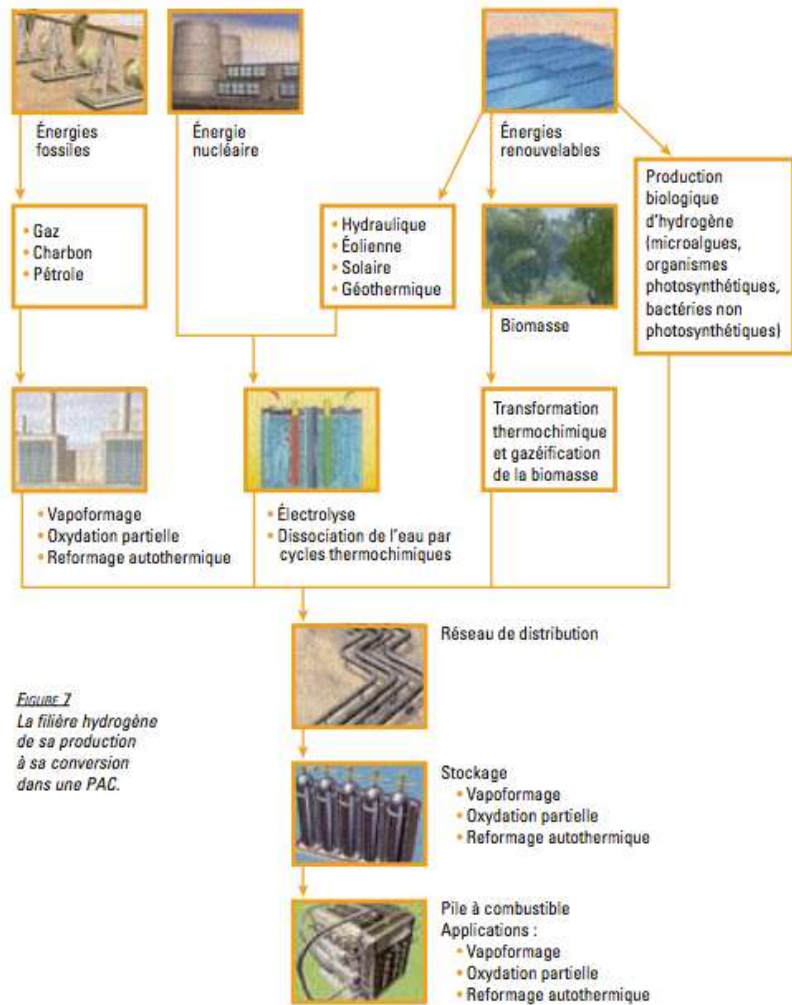 Énergies
fossiles
Énergie
nucléaire
Énergies
renouvelables
• Gaz
• Charbon
• Pétrole
• Hydraulique
• Éolienne
• Solaire
• Géothermique
Biomasse
Production
biologique
d'hydrogène
(microalgues,
organismes
photosynthétiques,
bactéries non
photosynthétiques)
• Vapoformage
• Oxydation partielle
• Reformage autothermique
• Électrolyse
• Dissociation de l'eau par
cycles thermochimiques
Transformation
thermochimique
et gazéification
de la biomasse
Réseau de distribution
FIGURE 7
La filière hydrogène
de sa production
à sa conversion
dans une PAC.
Stockage
• Vapoformage
• Oxydation partielle
• Reformage autothermique
Pile à combustible
Applications :
• Vapoformage
• Oxydation partielle
• Reformage autothermique